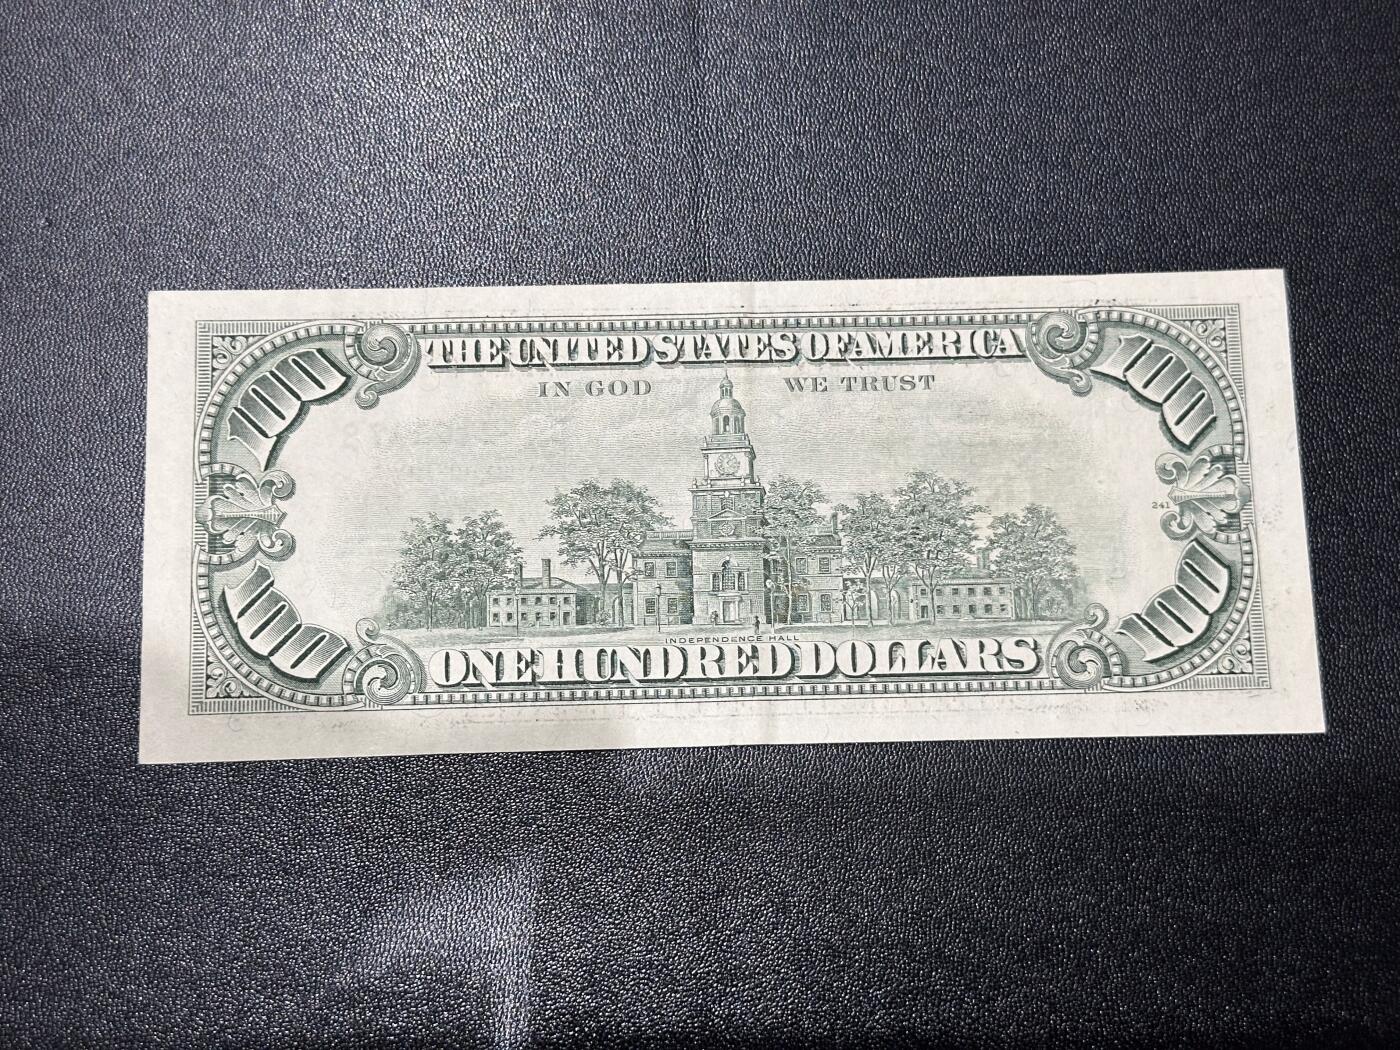 100 THE UNITED STATES OF AMERICA 100
IN GOD WE TRUST
241
INDEPENDENCE HALL
100 ONE HUNDRED DOLLARS 100